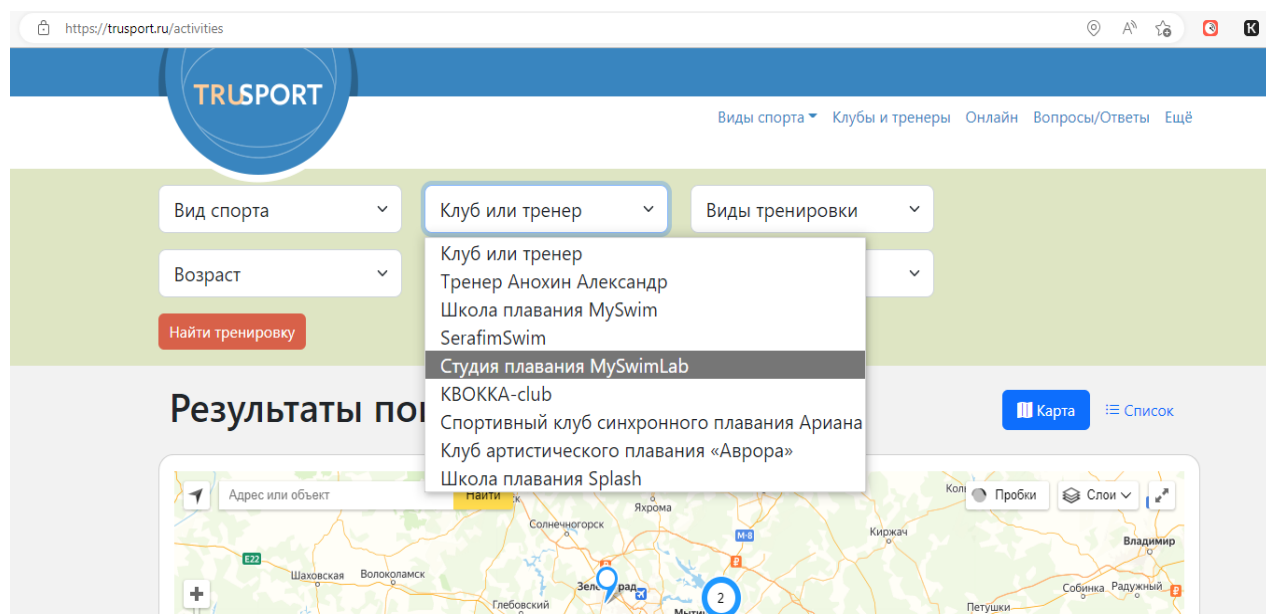 https://trusport.ru/activities
TRUSPORT
Виды спорта Клубы и тренеры Онлайн Вопросы/Ответы Ещё
Вид спорта
Клуб или тренер
Виды тренировки
Возраст
Клуб или тренер
Тренер Анохин Александр
Школа плавания MySwim
SerafimSwim
Студия плавания MySwimLab
КВОККА-club
Спортивный клуб синхронного плавания Ариана
Клуб артистического плавания «Аврора»
Школа плавания Splash
Найти тренировку
Результаты
Карта
Список
Адрес или объект
Найти
Пробки
Слои
Яхрома
Солнечногорск
М-8
Киржач
Владимир
E22
Шаховская
Волоколамск
Собинка
Радужный
Глебовский
2
Петушки